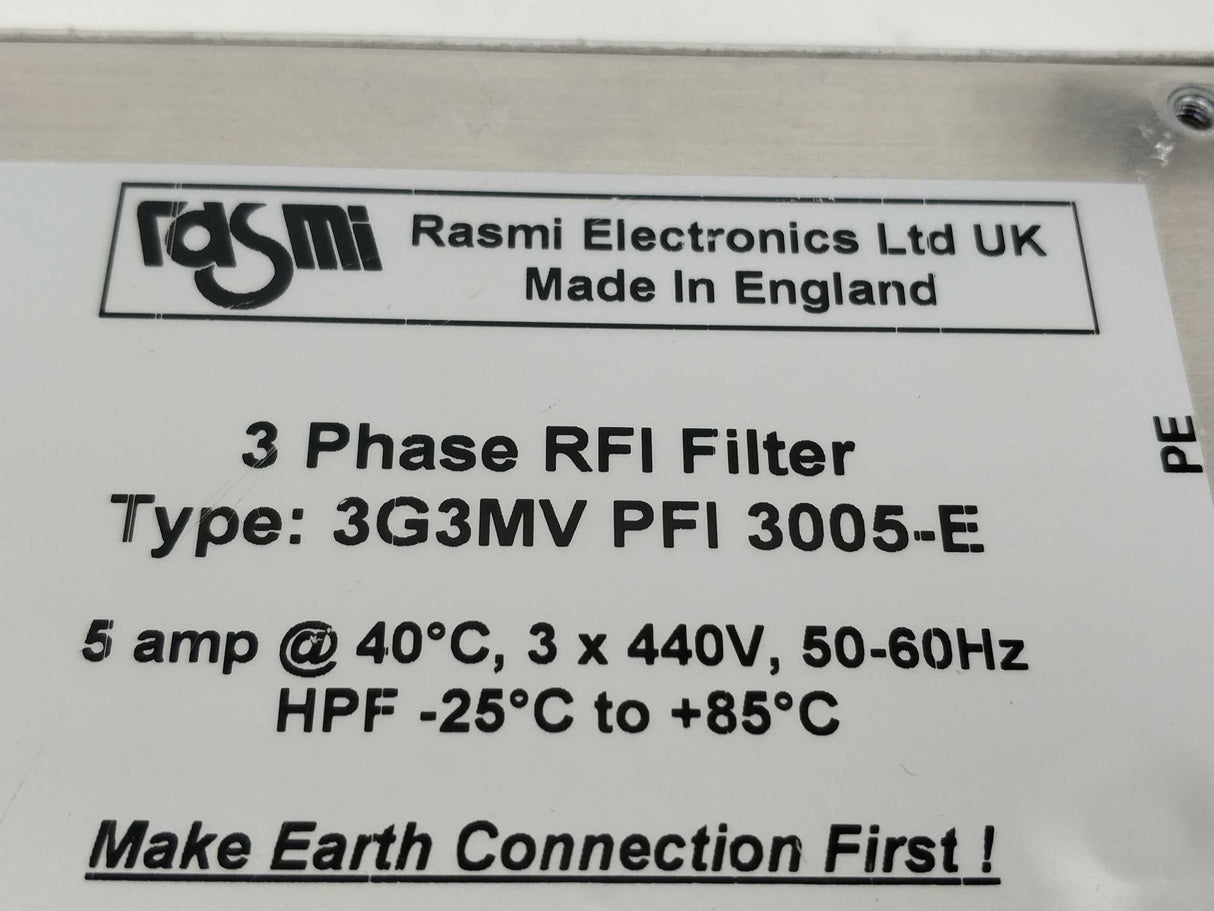 rasmi Rasmi Electronics Ltd UK
Made In England
3 Phase RFI Filter
Type: 3G3MV PFI 3005-E
5 amp @ 40°C, 3 x 440V, 50-60Hz
HPF -25°C to +85°C
Make Earth Connection First !
PE